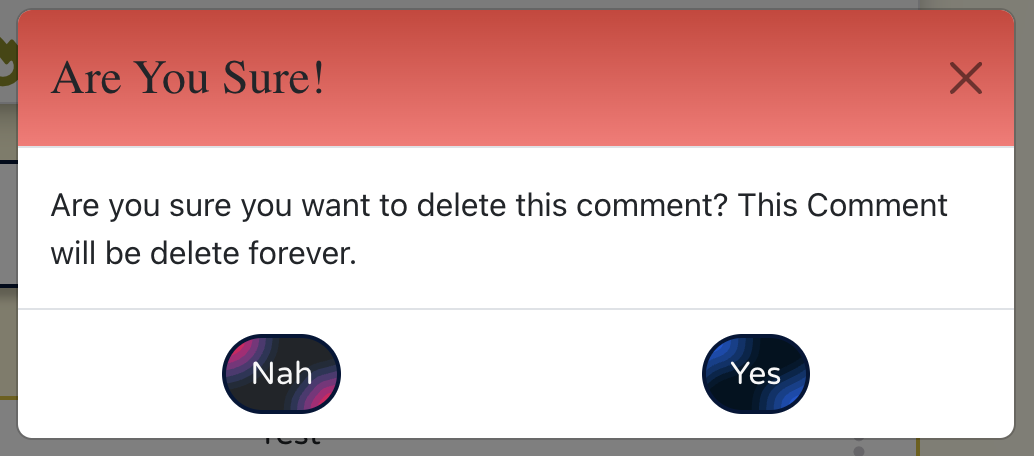 Are You Sure!
Are you sure you want to delete this comment? This Comment
will be delete forever.
Nah
Yes